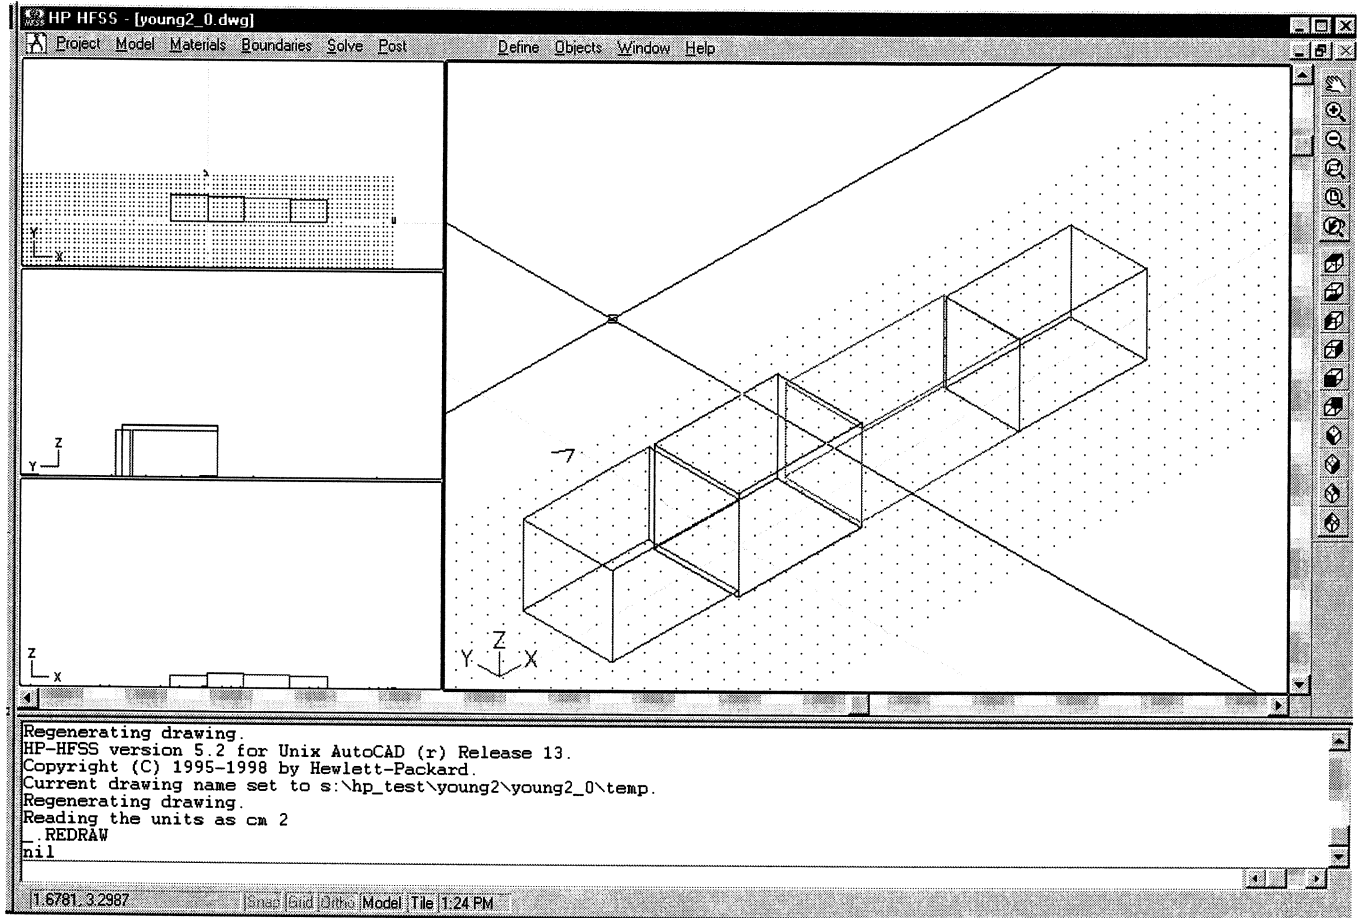 HP HFSS - [young2_0.dwg]
Project Model Materials Boundaries Solve Post Define Objects Window Help
Y
X
Z
Y
Z
X
Z
Y X
Regenerating drawing.
HP-HFSS version 5.2 for Unix AutoCAD (r) Release 13.
Copyright (C) 1995-1998 by Hewlett-Packard.
Current drawing name set to s:\hp_test\young2\young2_0\temp.
Regenerating drawing.
Reading the units as cm 2
_.REDRAW
nil
1.6781, 3.2987 Snap Grid Ortho Model Tile 1:24 PM